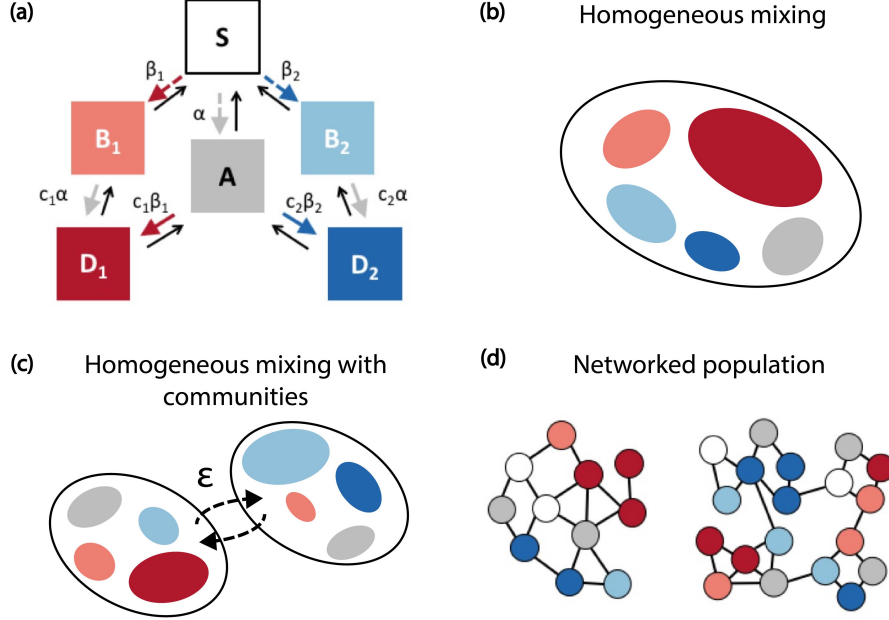 (a)
S
β1
β2
α
B1
B2
A
c1α
c1β1
c2β2
c2α
D1
D2
(b)
Homogeneous mixing
(c)
Homogeneous mixing with
communities
ε
(d)
Networked population